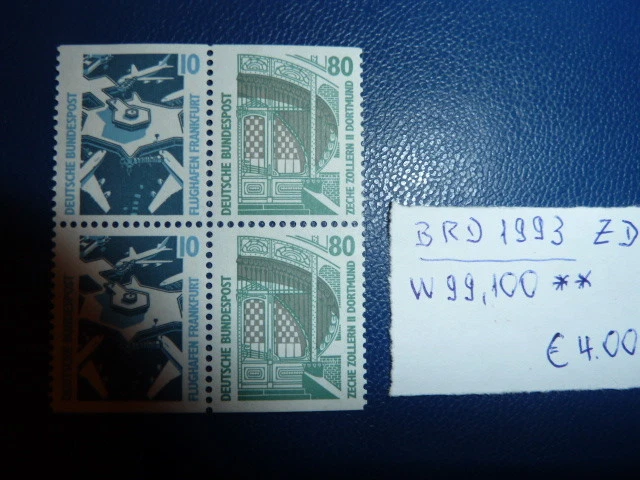 10
DEUTSCHE BUNDESPOST
FLUGHAFEN FRANKFURT
80
DEUTSCHE BUNDESPOST
ZECHE ZOLLERN II DORTMUND
10
DEUTSCHE BUNDESPOST
FLUGHAFEN FRANKFURT
80
DEUTSCHE BUNDESPOST
ZECHE ZOLLERN II DORTMUND
BRD 1993 ZD
W 99,100 **
€ 4.00